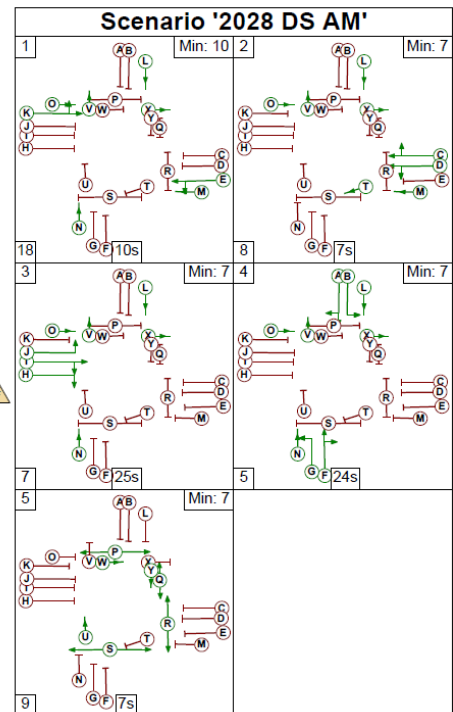 Scenario '2028 DS AM'
1 Min: 10
A B
L
O
P
K V W X
Y
J Q
I
H C
D
R E
U T M
S
N
G F
18 10s
2 Min: 7
A B
L
O
P
K V W X
Y
J Q
I
H C
D
R E
U T M
S
N
G F
8 7s
3 Min: 7
A B
L
O
P
K V W X
Y
J Q
I
H C
D
R E
U T M
S
N
G F
7 25s
4 Min: 7
A B
L
O
P
K V W X
Y
J Q
I
H C
D
R E
U T M
S
N
G F
5 24s
5 Min: 7
A B
L
O P
K V W X
Y
J Q
I
H C
D
R E
U T M
S
N
G F
9 7s